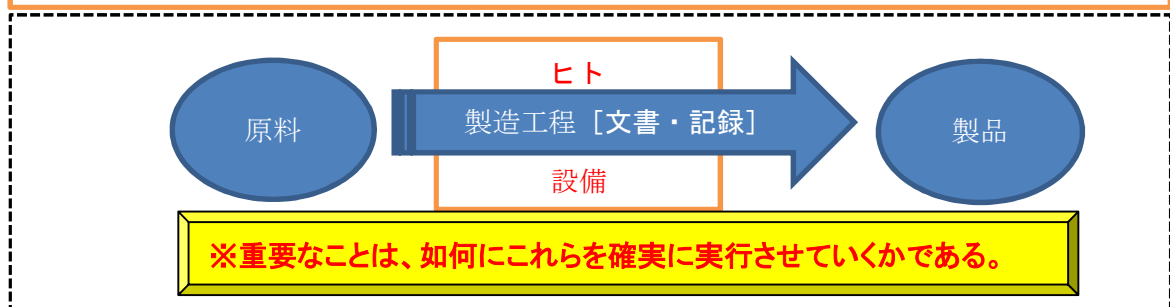 ヒト
原料
製造工程［文書・記録］
製品
設備
※重要なことは、如何にこれらを確実に実行させていくかである。